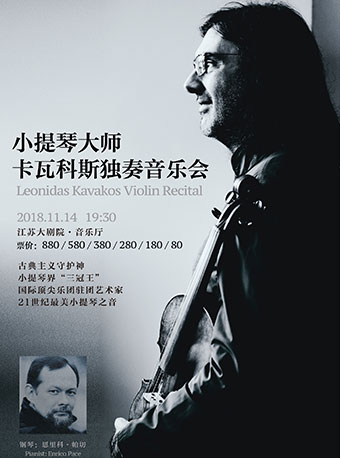 小提琴大师
卡瓦科斯独奏音乐会
Leonidas Kavakos Violin Recital
2018.11.14 19:30
江苏大剧院·音乐厅
票价：880/580/380/280/180/80
古典主义守护神
小提琴界“三冠王”
国际顶尖乐团驻团艺术家
21世纪最美小提琴之音
钢琴：恩里科·帕切
Pianist: Enrico Pace